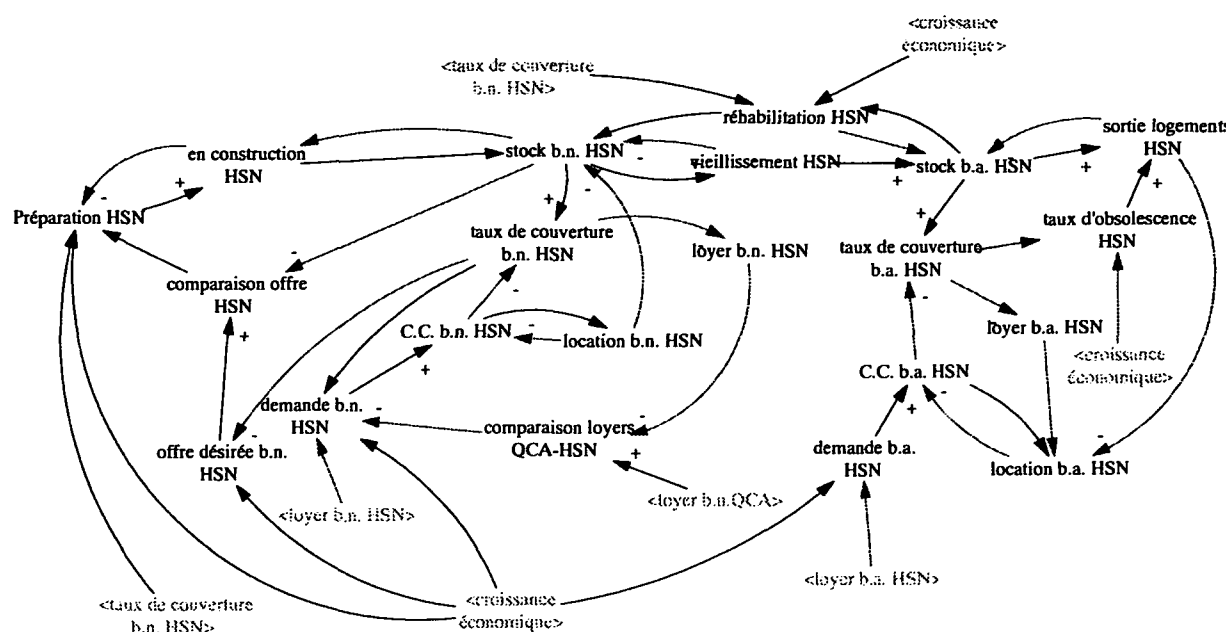 <croissance
économique>
<taux de couverture
b.n. HSN>
réhabilitation HSN
sortie logements
HSN
en construction
HSN
stock b.n. HSN
vieillissement HSN
stock b.a. HSN
Préparation HSN
taux de couverture
b.n. HSN
loyer b.n. HSN
taux de couverture
b.a. HSN
taux d'obsolescence
HSN
comparaison offre
HSN
C.C. b.n. HSN
location b.n. HSN
loyer b.a. HSN
<croissance
économique>
C.C. b.a. HSN
demande b.n.
HSN
comparaison loyers
QCA-HSN
offre désirée b.n.
HSN
demande b.a.
HSN
location b.a. HSN
<loyer b.n. HSN>
<loyer b.n.QCA>
<loyer b.a. HSN>
<taux de couverture
b.n. HSN>
<croissance
économique>